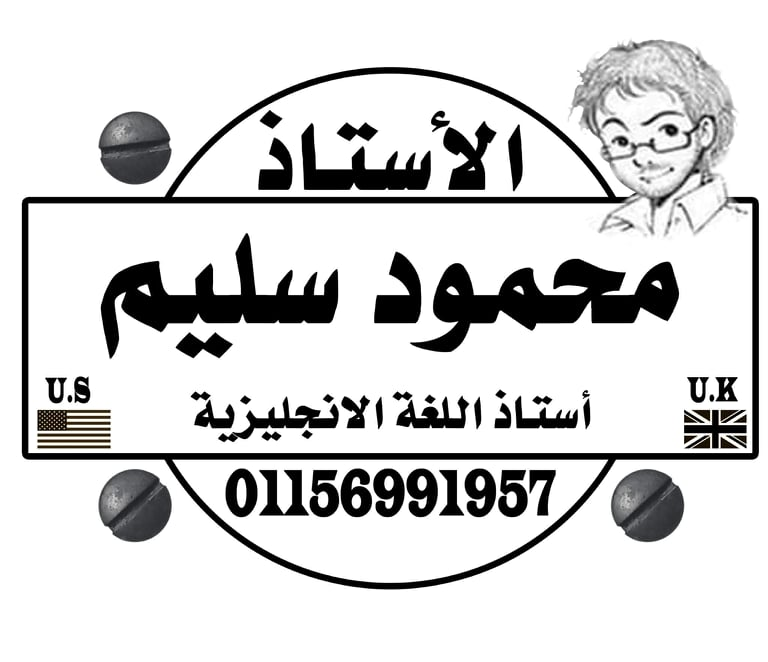 الأستاذ
محمود سليم
U.S
U.K
أستاذ اللغة الانجليزية
01156991957